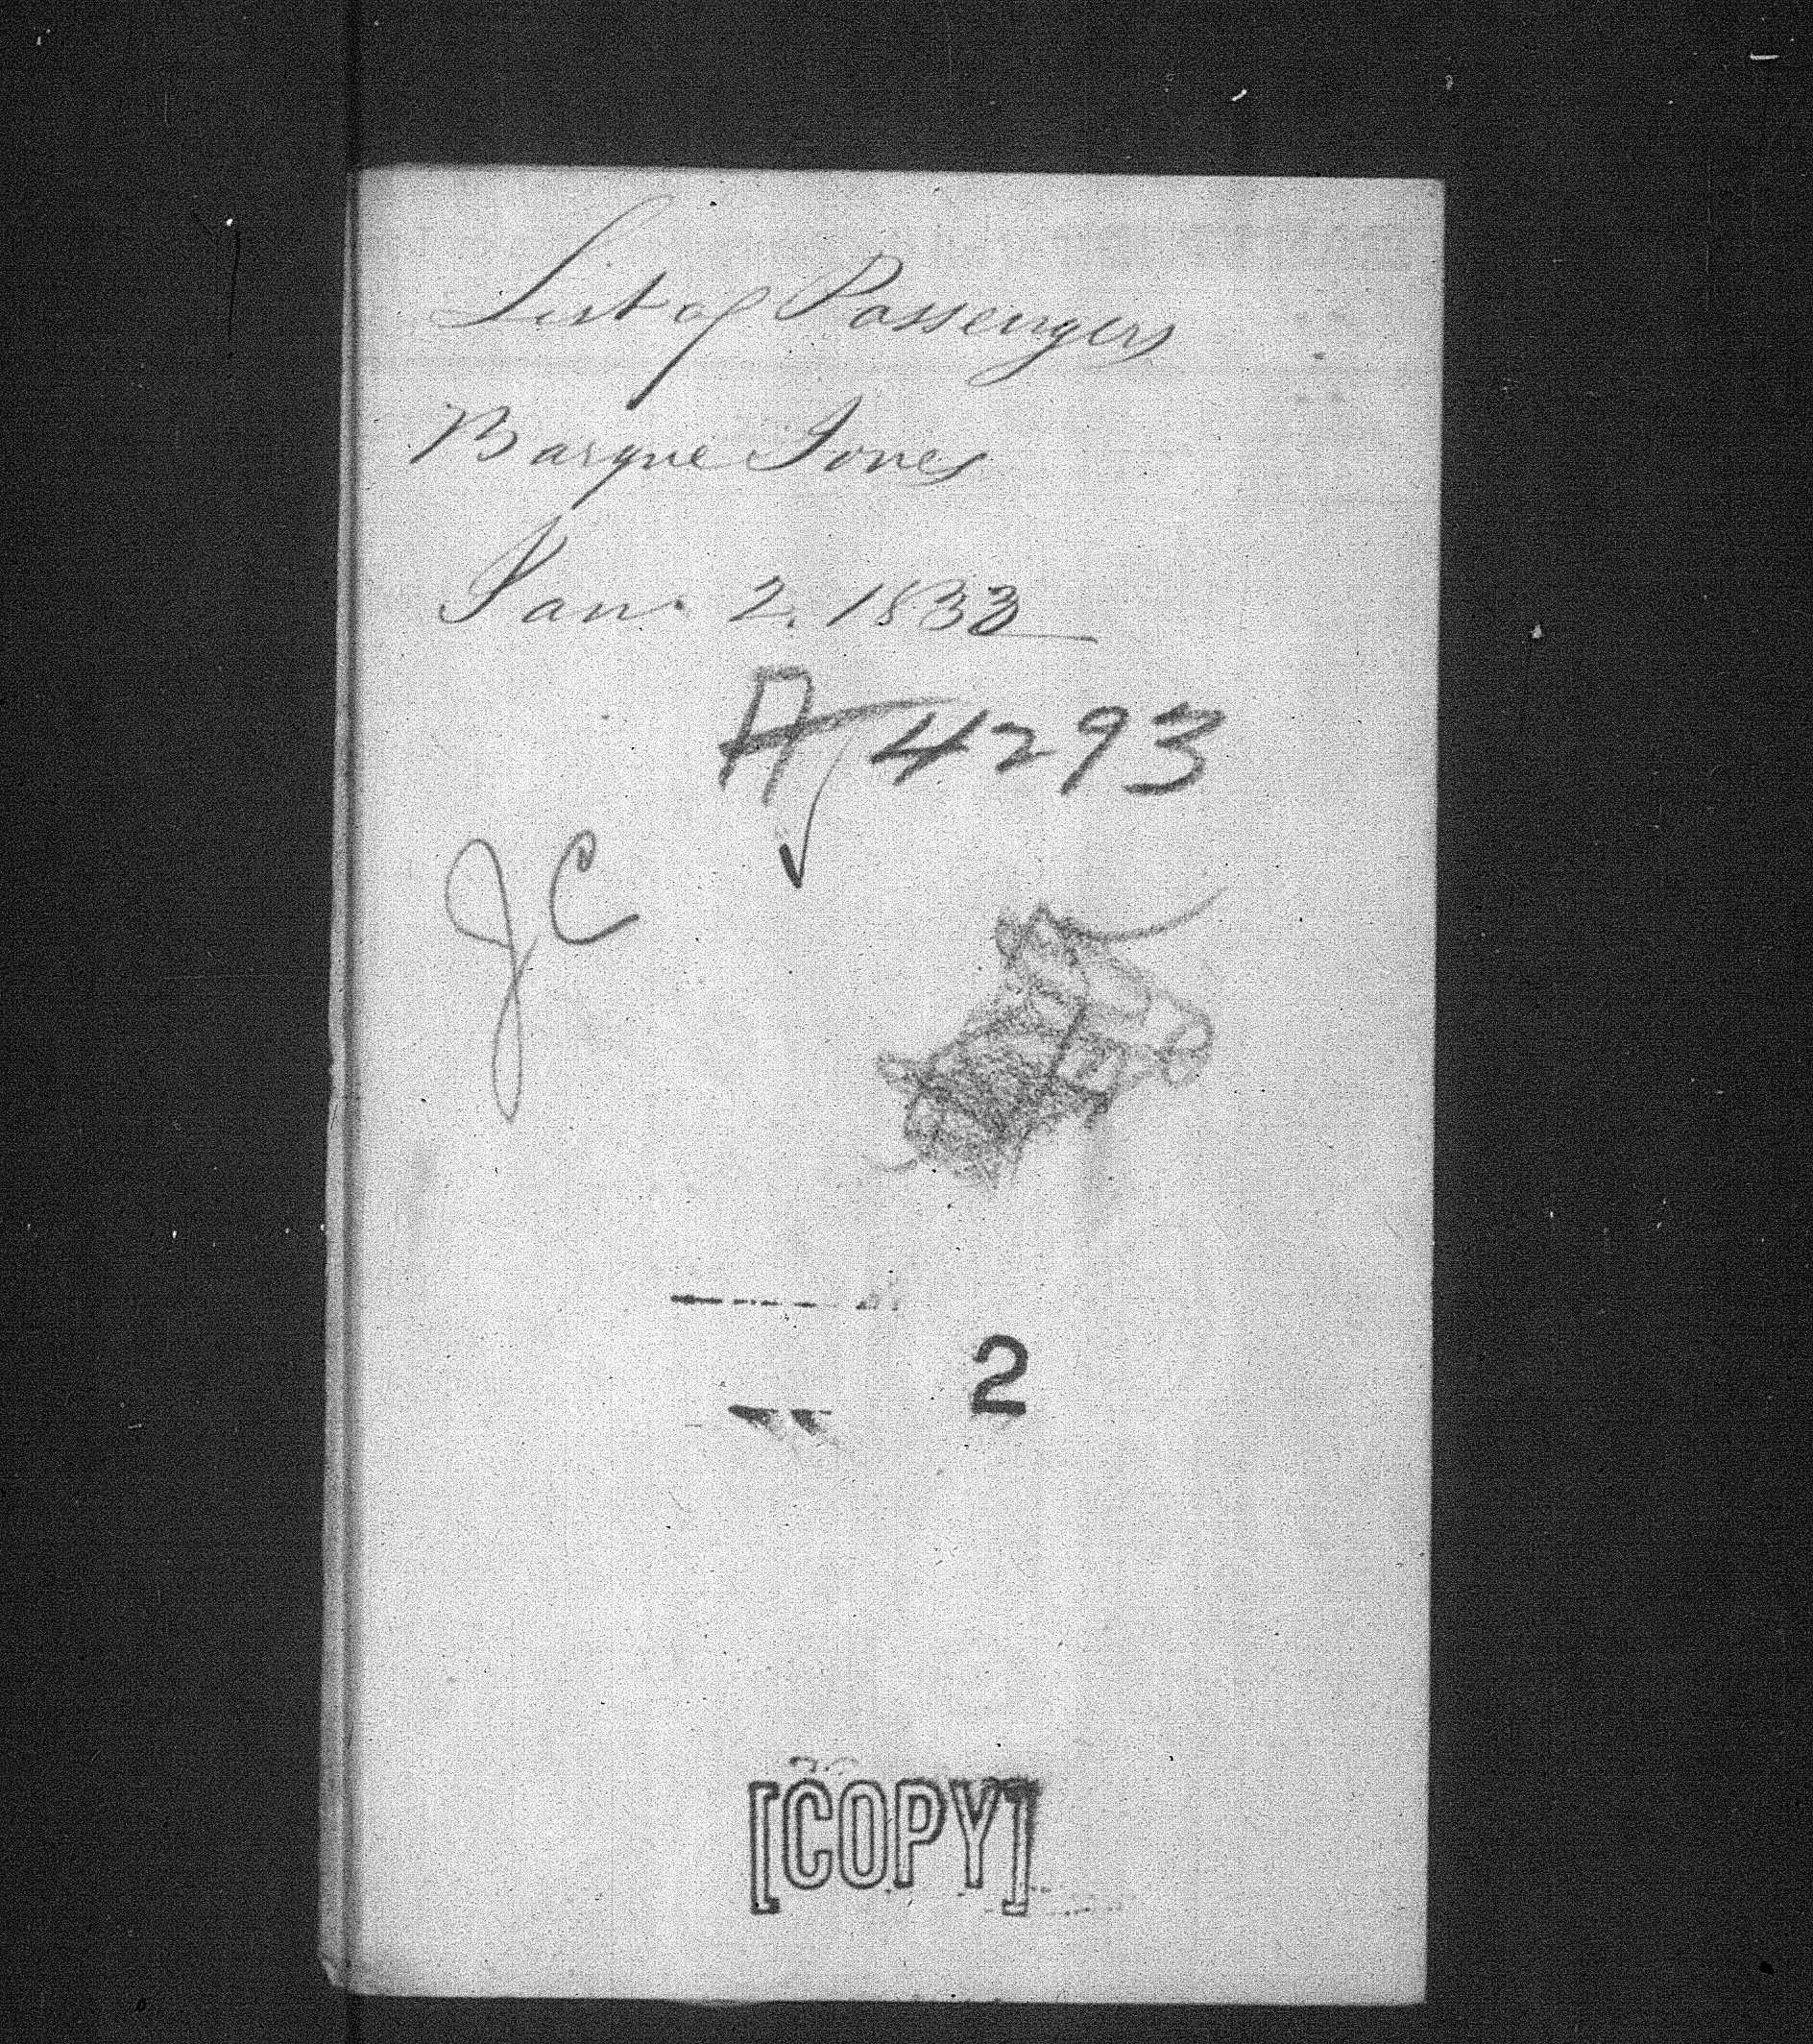 List of Passengers
Barque Jones
Jan. 2. 1833
A 4293
JC
2
[COPY]